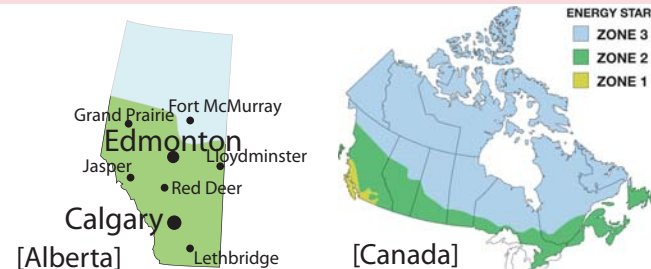 Grand Prairie
Fort McMurray
Edmonton
Jasper
Lloydminster
Red Deer
Calgary
Lethbridge
[Alberta]
ENERGY STAR
ZONE 3
ZONE 2
ZONE 1
[Canada]